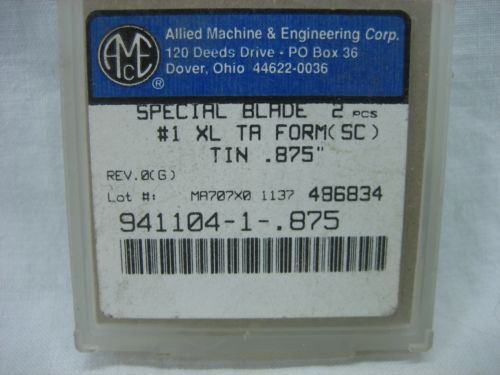 AMEC ®
Allied Machine & Engineering Corp.
120 Deeds Drive - PO Box 36
Dover, Ohio 44622-0036
SPECIAL BLADE 2 PCS
#1 XL TA FORM(SC)
TIN .875"
REV.0(G)
Lot #: MA707X0 1137 486834
941104-1-.875